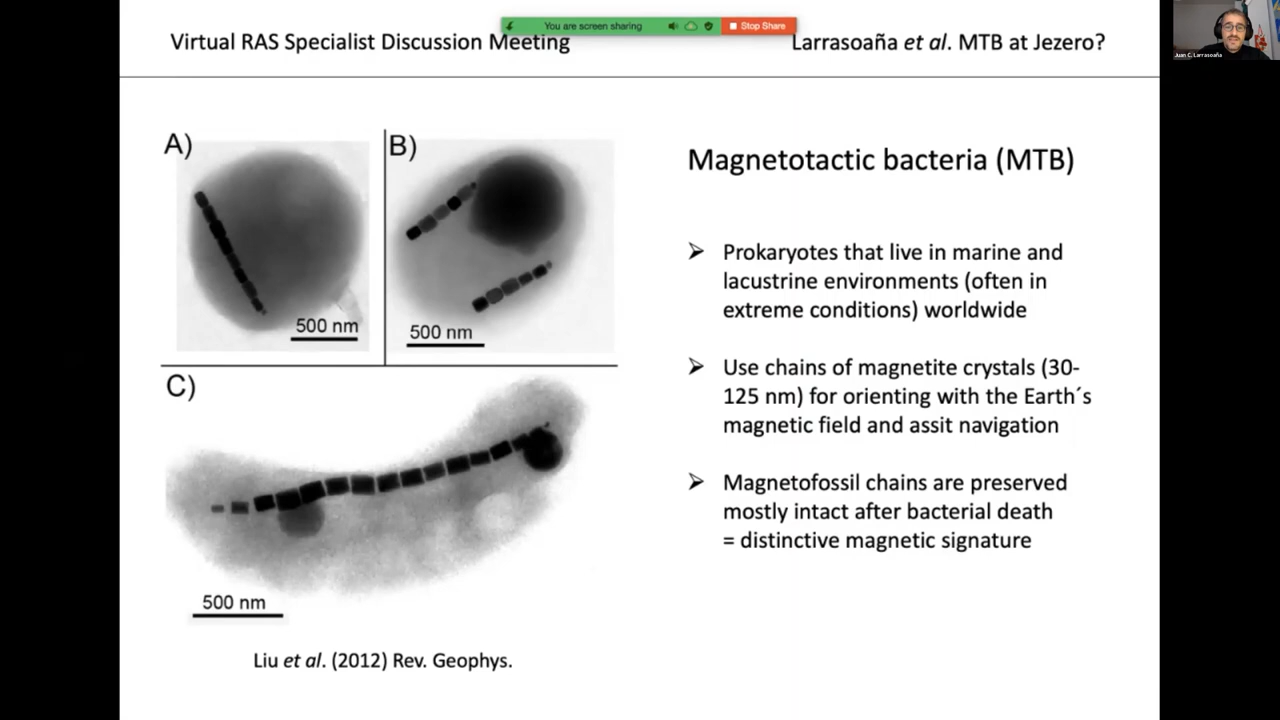 You are screen sharing
Stop Share
Virtual RAS Specialist Discussion Meeting
Larrasoaña et al. MTB at Jezero?
Juan C. Larrasoaña
A)
B)
500 nm
500 nm
C)
500 nm
Liu et al. (2012) Rev. Geophys.
Magnetotactic bacteria (MTB)
➢ Prokaryotes that live in marine and
lacustrine environments (often in
extreme conditions) worldwide
➢ Use chains of magnetite crystals (30-
125 nm) for orienting with the Earth´s
magnetic field and assit navigation
➢ Magnetofossil chains are preserved
mostly intact after bacterial death
= distinctive magnetic signature